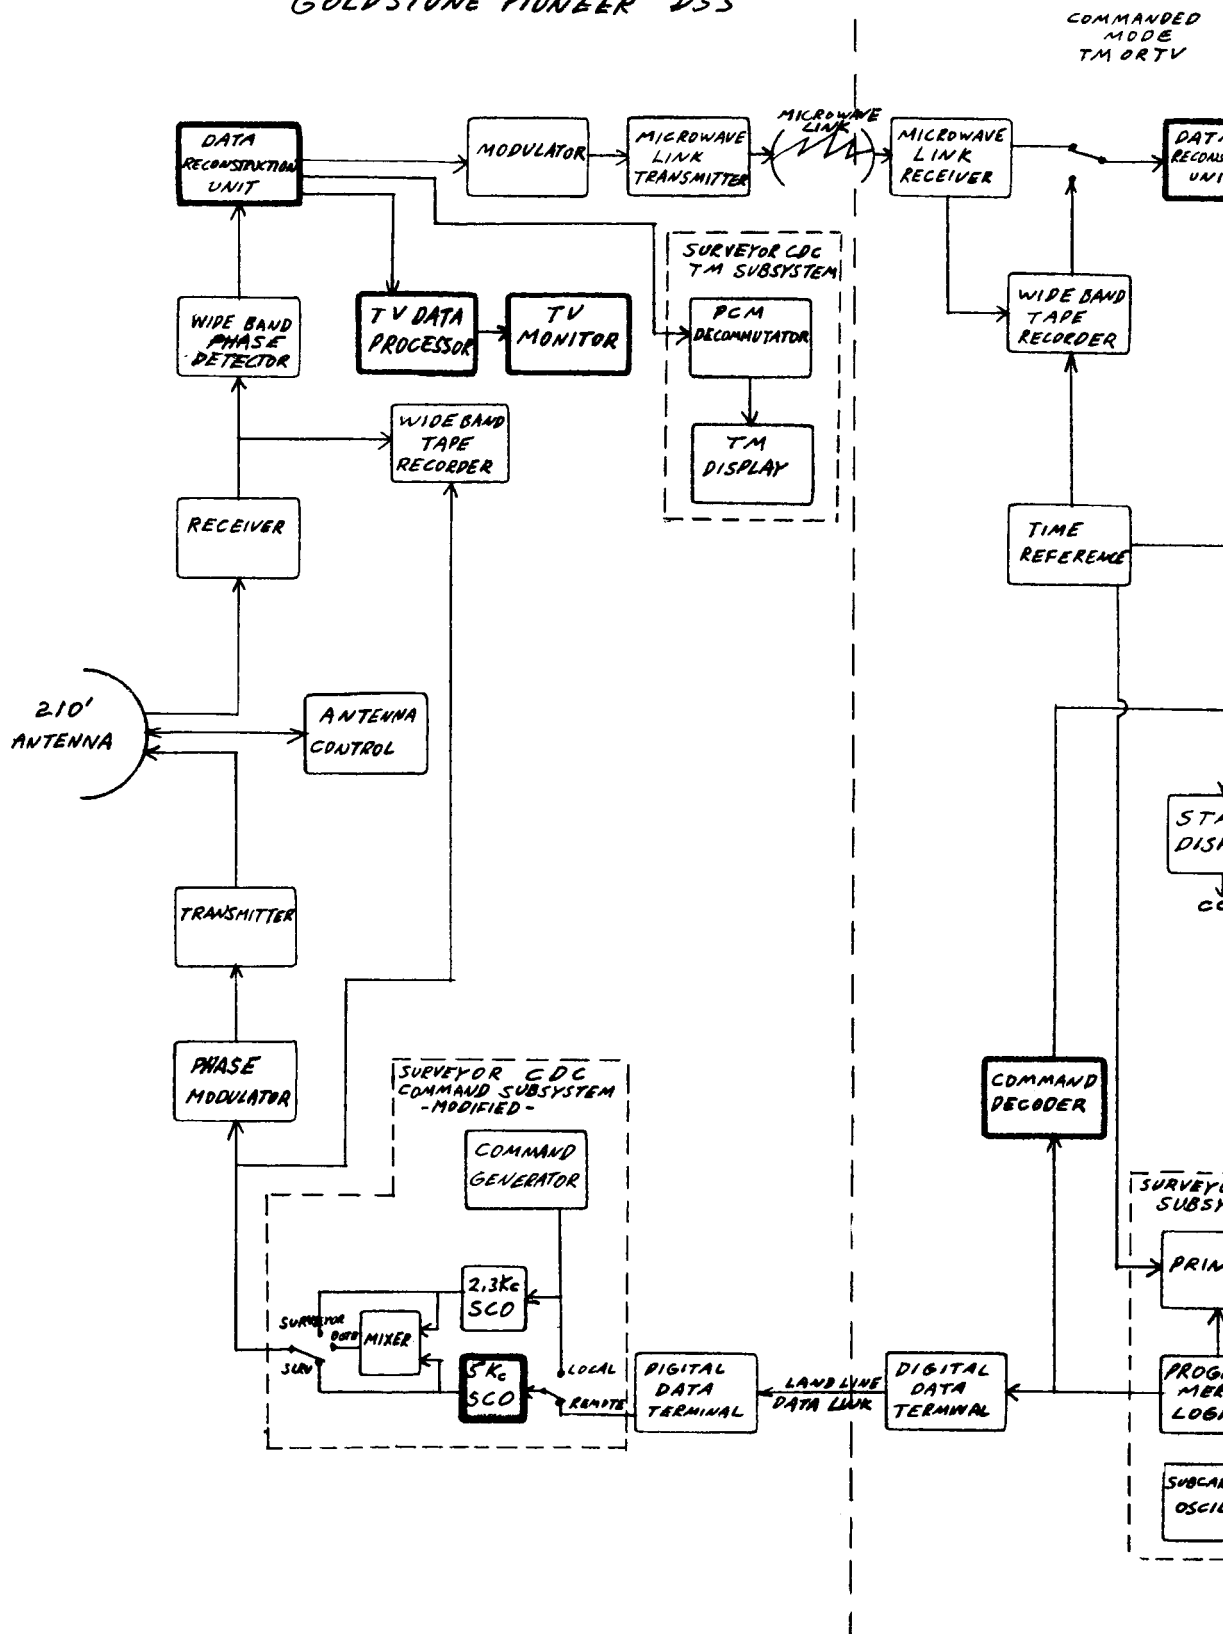 GOLDSTONE PIONEER DSS
COMMANDED
MODE
TM OR TV
DATA
RECONSTRUCTION
UNIT
MODULATOR
MICROWAVE
LINK
TRANSMITTER
MICROWAVE
LINK
MICROWAVE
LINK
RECEIVER
SURVEYOR CDC
TM SUBSYSTEM
PCM
DECOMMUTATOR
TM
DISPLAY
WIDE BAND
PHASE
DETECTOR
TV DATA
PROCESSOR
TV
MONITOR
WIDE BAND
TAPE
RECORDER
WIDE BAND
TAPE
RECORDER
RECEIVER
TIME
REFERENCE
210'
ANTENNA
ANTENNA
CONTROL
TRANSMITTER
PHASE
MODULATOR
SURVEYOR CDC
COMMAND SUBSYSTEM
-MODIFIED-
COMMAND
GENERATOR
2.3Kc
SCO
SURVEYOR
MIXER
5Kc
SCO
LOCAL
REMOTE
DIGITAL
DATA
TERMINAL
LAND LINE
DATA LINK
DIGITAL
DATA
TERMINAL
COMMAND
DECODER